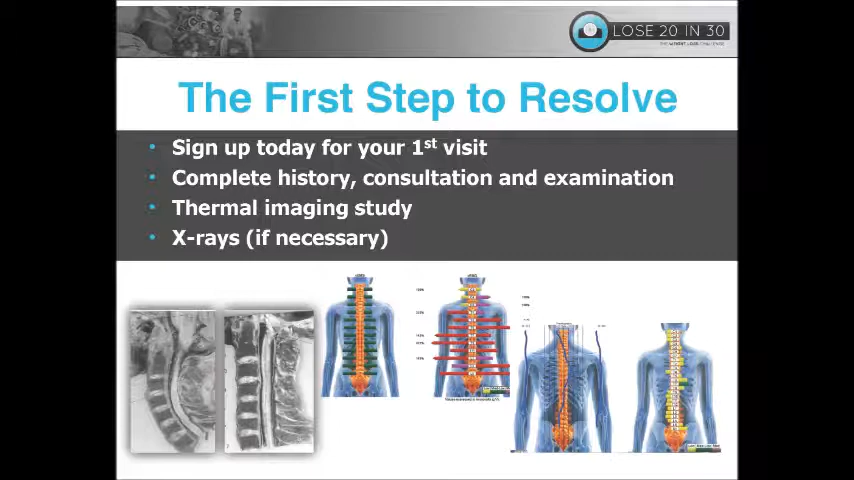 LOSE 20 IN 30
The First Step to Resolve
• Sign up today for your 1st visit
• Complete history, consultation and examination
• Thermal imaging study
• X-rays (if necessary)